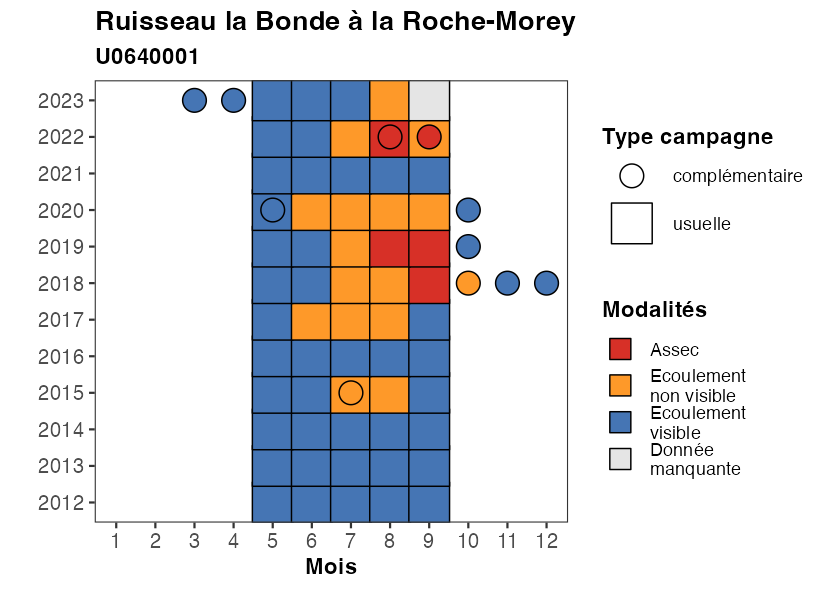 Ruisseau la Bonde à la Roche-Morey
U0640001
2023
2022
2021
2020
2019
2018
2017
2016
2015
2014
2013
2012
1 2 3 4 5 6 7 8 9 10 11 12
Mois
Type campagne
complémentaire
usuelle
Modalités
Assec
Ecoulement
non visible
Ecoulement
visible
Donnée
manquante